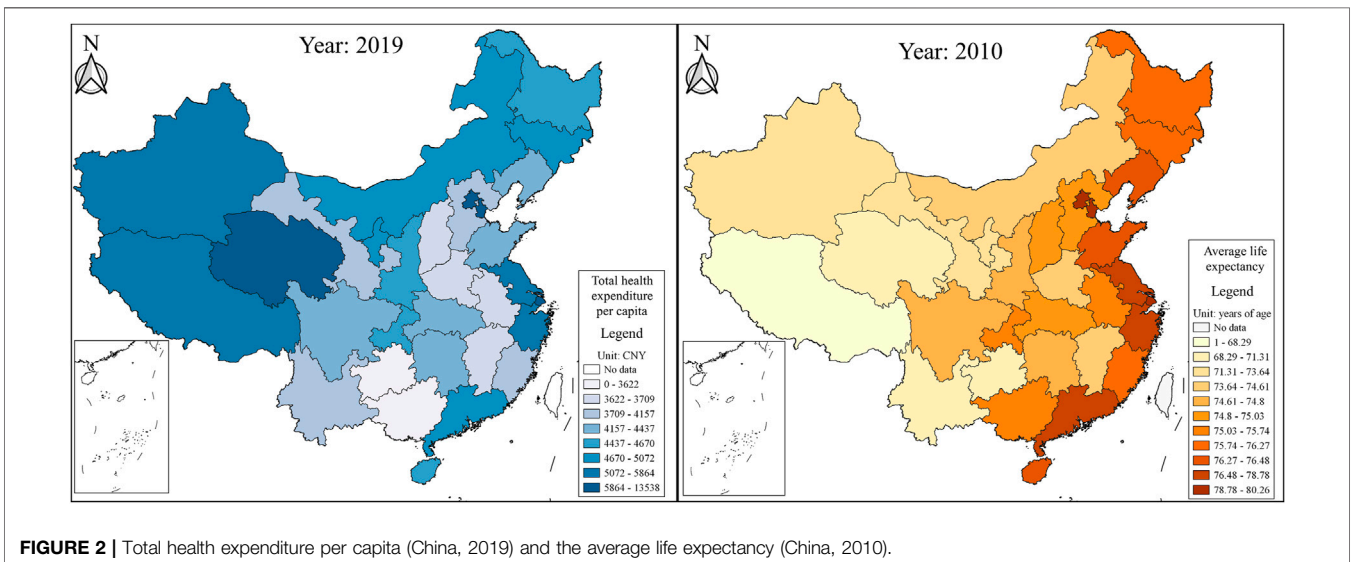 N
Year: 2019
Total health
expenditure
per capita
Legend
Unit: CNY
No data
0 - 3622
3622 - 3709
3709 - 4157
4157 - 4437
4437 - 4670
4670 - 5072
5072 - 5864
5864 - 13538
N
Year: 2010
Average life
expectancy
Legend
Unit: years of age
No data
1 - 68.29
68.29 - 71.31
71.31 - 73.64
73.64 - 74.61
74.61 - 74.8
74.8 - 75.03
75.03 - 75.74
75.74 - 76.27
76.27 - 76.48
76.48 - 78.78
78.78 - 80.26
FIGURE 2 | Total health expenditure per capita (China, 2019) and the average life expectancy (China, 2010).